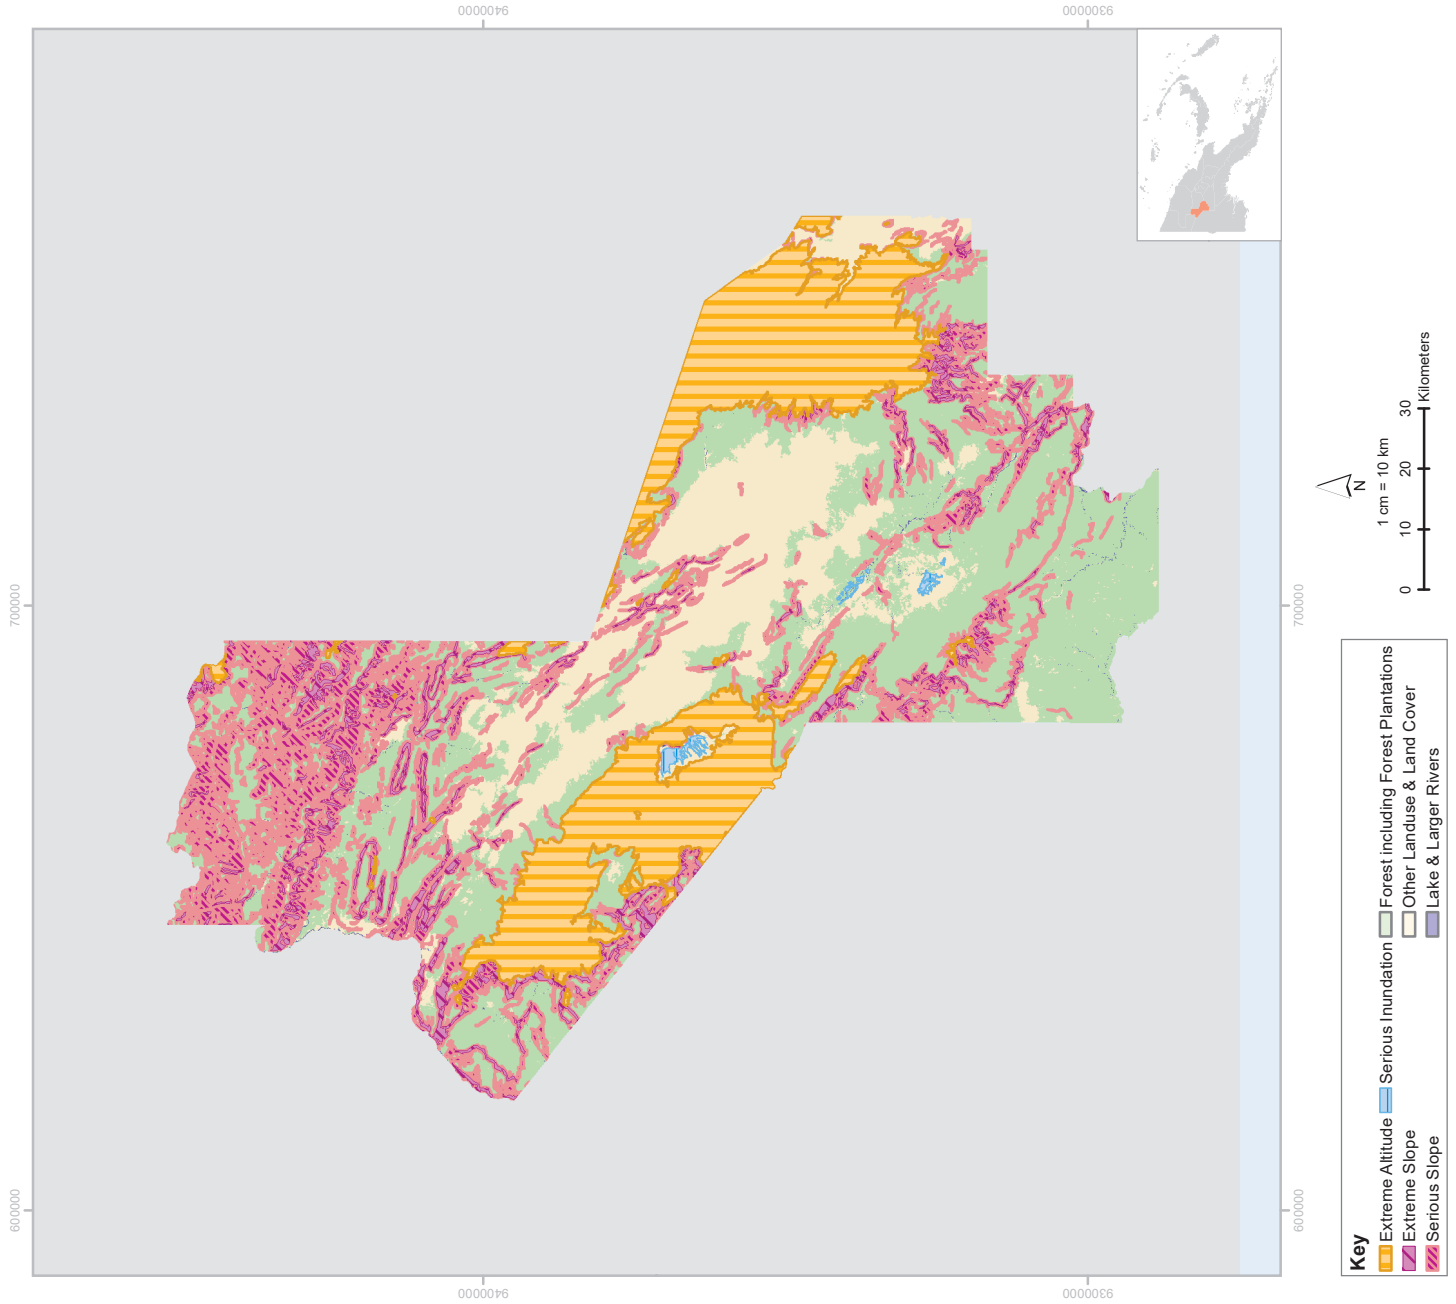 600000
700000
9400000
9400000
9300000
9300000
600000
700000
N
1 cm = 10 km
0 10 20 30
Kilometers
Key
Extreme Altitude
Extreme Slope
Serious Slope
Serious Inundation
Forest including Forest Plantations
Other Landuse & Land Cover
Lake & Larger Rivers